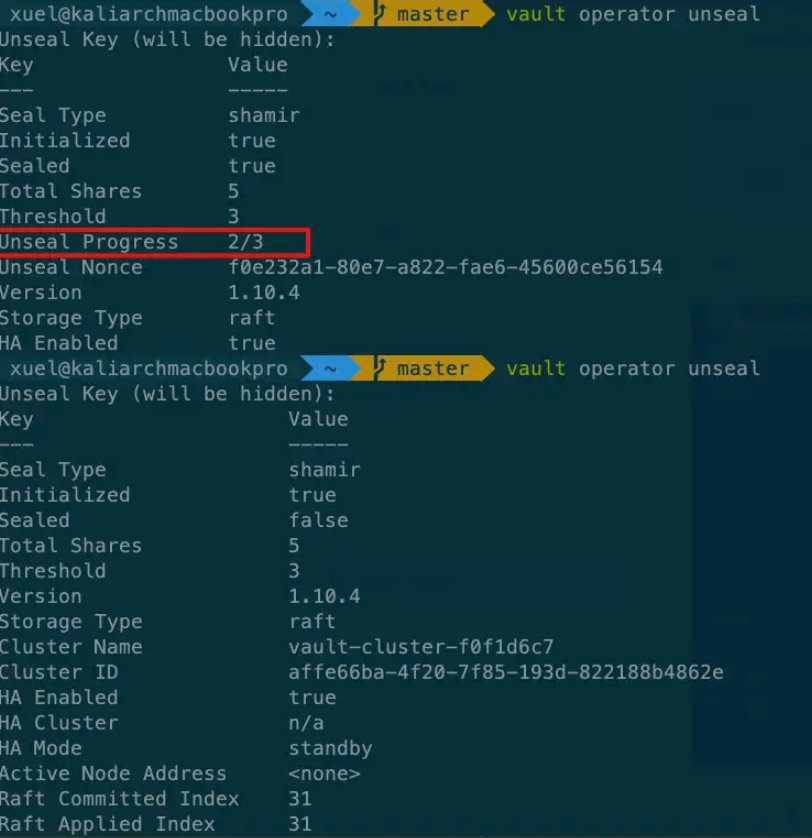 xuel@kaliarchmacbookpro ~ master vault operator unseal
Unseal Key (will be hidden):
Key Value
--- -----
Seal Type shamir
Initialized true
Sealed true
Total Shares 5
Threshold 3
Unseal Progress 2/3
Unseal Nonce f0e232a1-80e7-a822-fae6-45600ce56154
Version 1.10.4
Storage Type raft
HA Enabled true
xuel@kaliarchmacbookpro ~ master vault operator unseal
Unseal Key (will be hidden):
Key Value
--- -----
Seal Type shamir
Initialized true
Sealed false
Total Shares 5
Threshold 3
Version 1.10.4
Storage Type raft
Cluster Name vault-cluster-f0f1d6c7
Cluster ID affe66ba-4f20-7f85-193d-822188b4862e
HA Enabled true
HA Cluster n/a
HA Mode standby
Active Node Address <none>
Raft Committed Index 31
Raft Applied Index 31